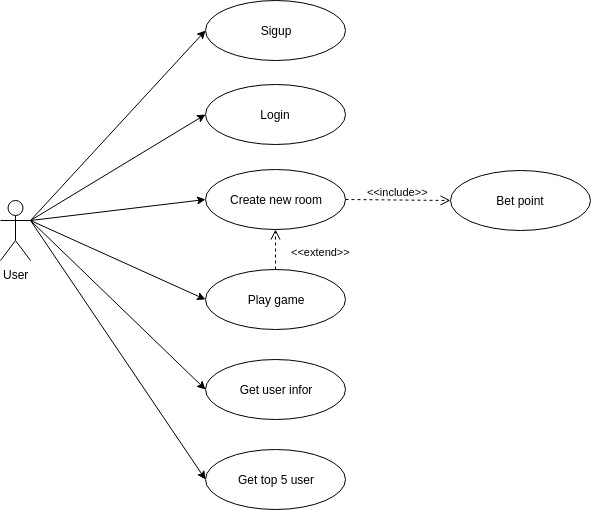 Sigup
Login
Create new room
<<include>>
Bet point
<<extend>>
User
Play game
Get user infor
Get top 5 user